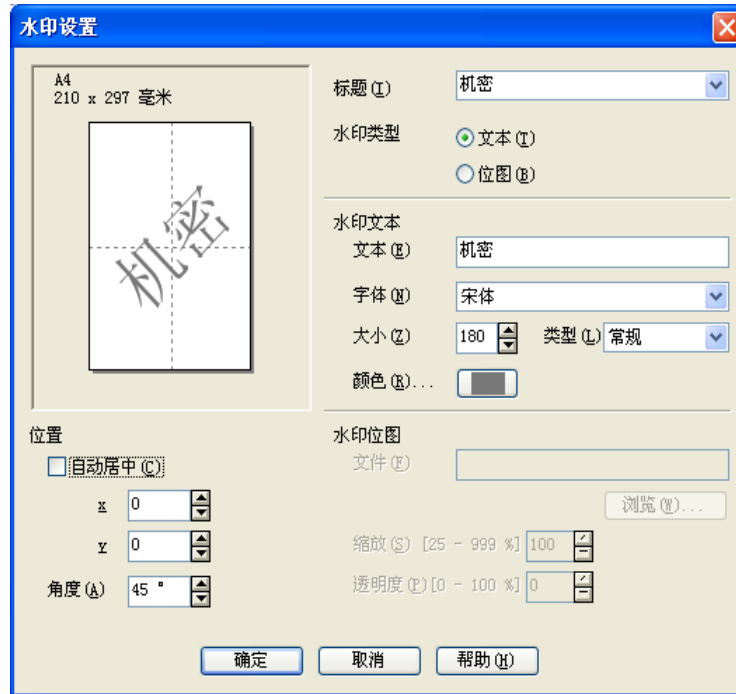 水印设置
A4
210 x 297 毫米
机密
标题(I) 机密
水印类型 文本(T)
位图(B)
水印文本
文本(E) 机密
字体(N) 宋体
大小(Z) 180 类型(L) 常规
颜色(R)...
位置
自动居中(C)
X 0
Y 0
角度(A) 45 °
水印位图
文件(F)
浏览(W)...
缩放(S) [25 - 999 %] 100
透明度(P)[0 - 100 %] 0
确定 取消 帮助(H)